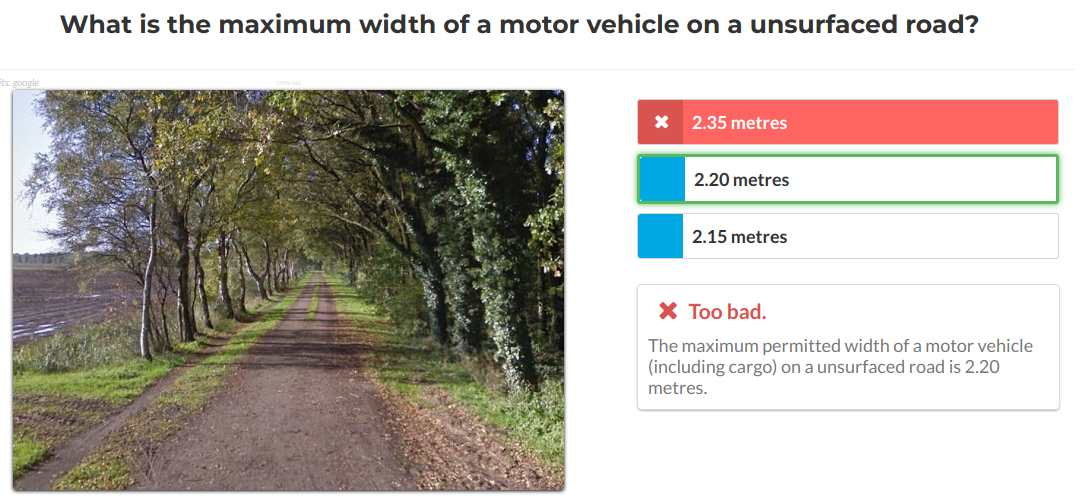 What is the maximum width of a motor vehicle on a unsurfaced road?
its: google
2.35 metres
2.20 metres
2.15 metres
Too bad.
The maximum permitted width of a motor vehicle
(including cargo) on a unsurfaced road is 2.20
metres.